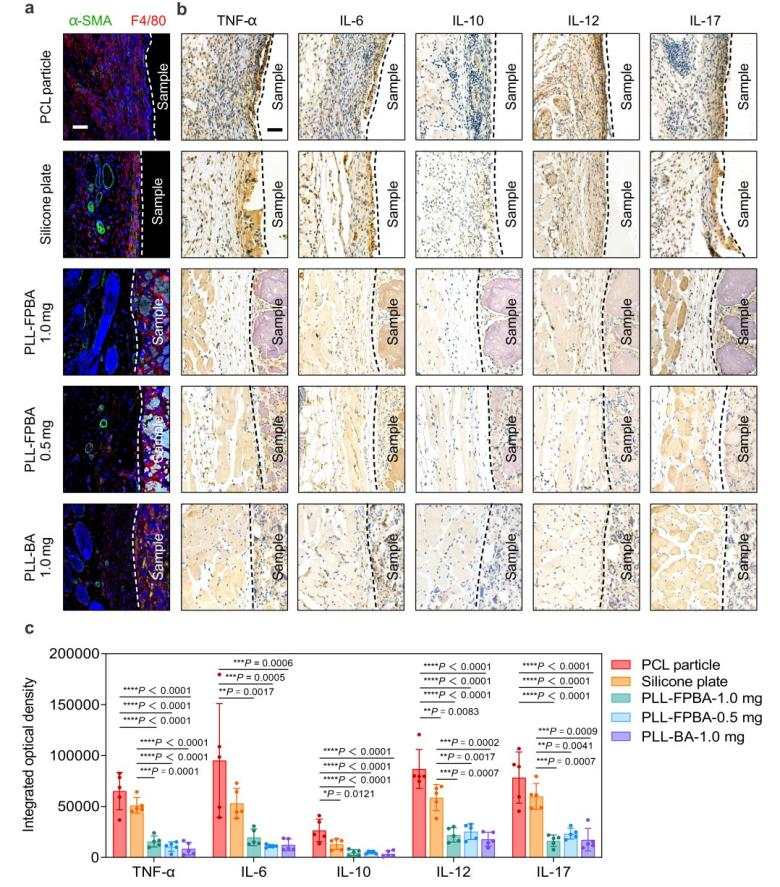 a
b
α-SMA F4/80
TNF-α IL-6 IL-10 IL-12 IL-17
PCL particle
Sample Sample Sample Sample Sample Sample
Silicone plate
Sample Sample Sample Sample Sample Sample
PLL-FPBA
1.0 mg
Sample Sample Sample Sample Sample Sample
PLL-FPBA
0.5 mg
Sample Sample Sample Sample Sample Sample
PLL-BA
1.0 mg
Sample Sample Sample Sample Sample Sample
c
Integrated optical density
200000
150000
100000
50000
0
****P < 0.0001
****P < 0.0001
****P < 0.0001
****P < 0.0001
****P < 0.0001
***P = 0.0001
***P = 0.0006
***P = 0.0005
**P = 0.0017
****P < 0.0001
****P < 0.0001
****P < 0.0001
*P = 0.0121
****P < 0.0001
****P < 0.0001
****P < 0.0001
**P = 0.0083
***P = 0.0002
**P = 0.0017
***P = 0.0007
****P < 0.0001
****P < 0.0001
****P < 0.0001
***P = 0.0009
**P = 0.0041
***P = 0.0007
TNF-α IL-6 IL-10 IL-12 IL-17
PCL particle
Silicone plate
PLL-FPBA-1.0 mg
PLL-FPBA-0.5 mg
PLL-BA-1.0 mg